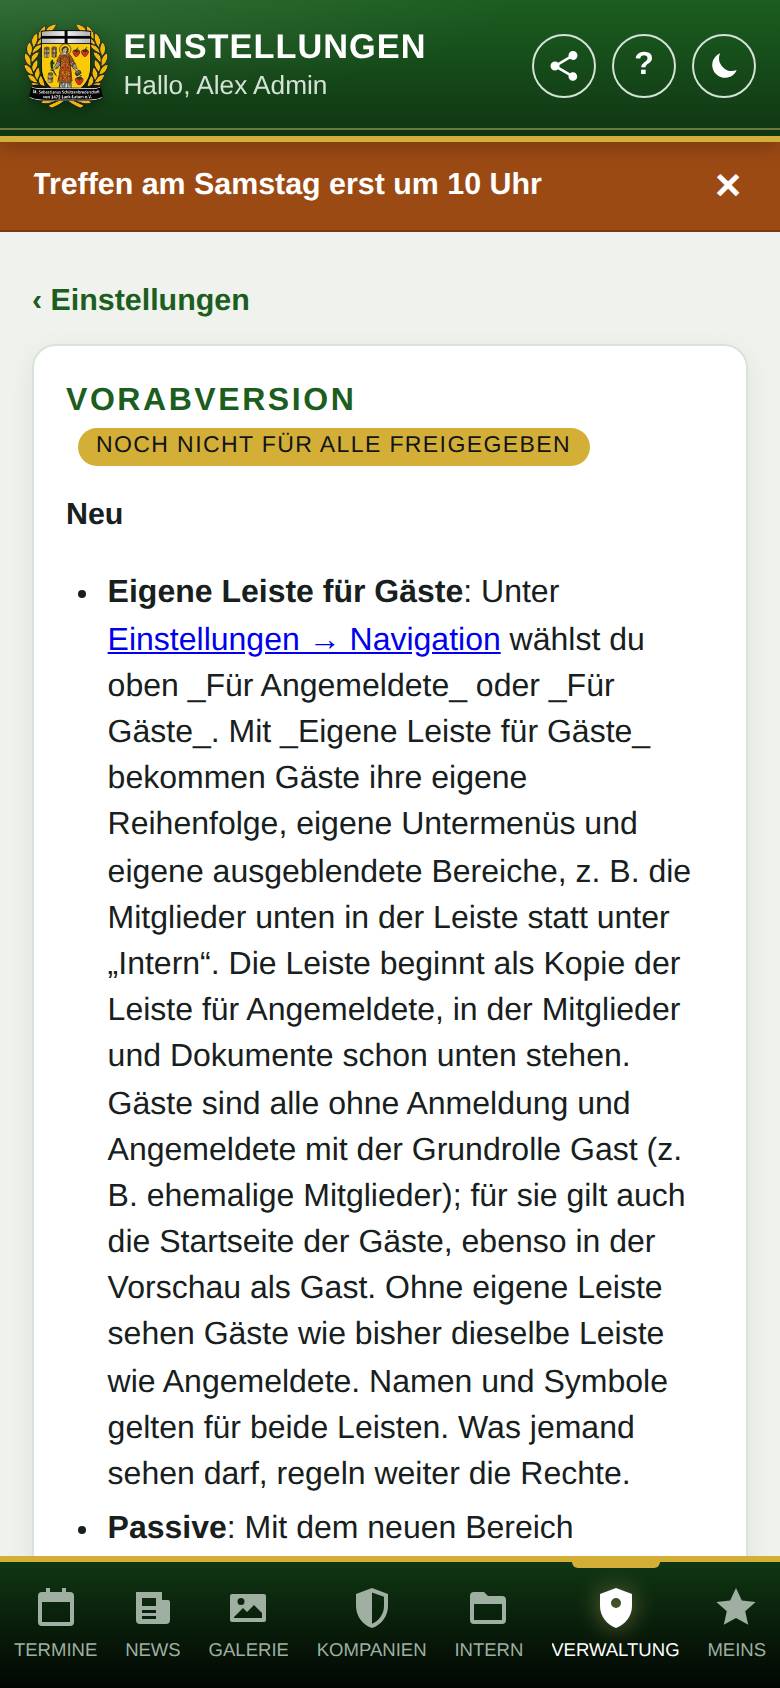 EINSTELLUNGEN
Hallo, Alex Admin
?
St. Sebastianus Schützenbruderschaft
Treffen am Samstag erst um 10 Uhr
×
‹ Einstellungen
VORABVERSION
NOCH NICHT FÜR ALLE FREIGEGEBEN
Neu
• Eigene Leiste für Gäste: Unter
Einstellungen → Navigation wählst du
oben _Für Angemeldete_ oder _Für
Gäste_. Mit _Eigene Leiste für Gäste_
bekommen Gäste ihre eigene
Reihenfolge, eigene Untermenüs und
eigene ausgeblendete Bereiche, z. B. die
Mitglieder unten in der Leiste statt unter
„Intern“. Die Leiste beginnt als Kopie der
Leiste für Angemeldete, in der Mitglieder
und Dokumente schon unten stehen.
Gäste sind alle ohne Anmeldung und
Angemeldete mit der Grundrolle Gast (z.
B. ehemalige Mitglieder); für sie gilt auch
die Startseite der Gäste, ebenso in der
Vorschau als Gast. Ohne eigene Leiste
sehen Gäste wie bisher dieselbe Leiste
wie Angemeldete. Namen und Symbole
gelten für beide Leisten. Was jemand
sehen darf, regeln weiter die Rechte.
• Passive: Mit dem neuen Bereich
TERMINE NEWS GALERIE KOMPANIEN INTERN VERWALTUNG MEINS